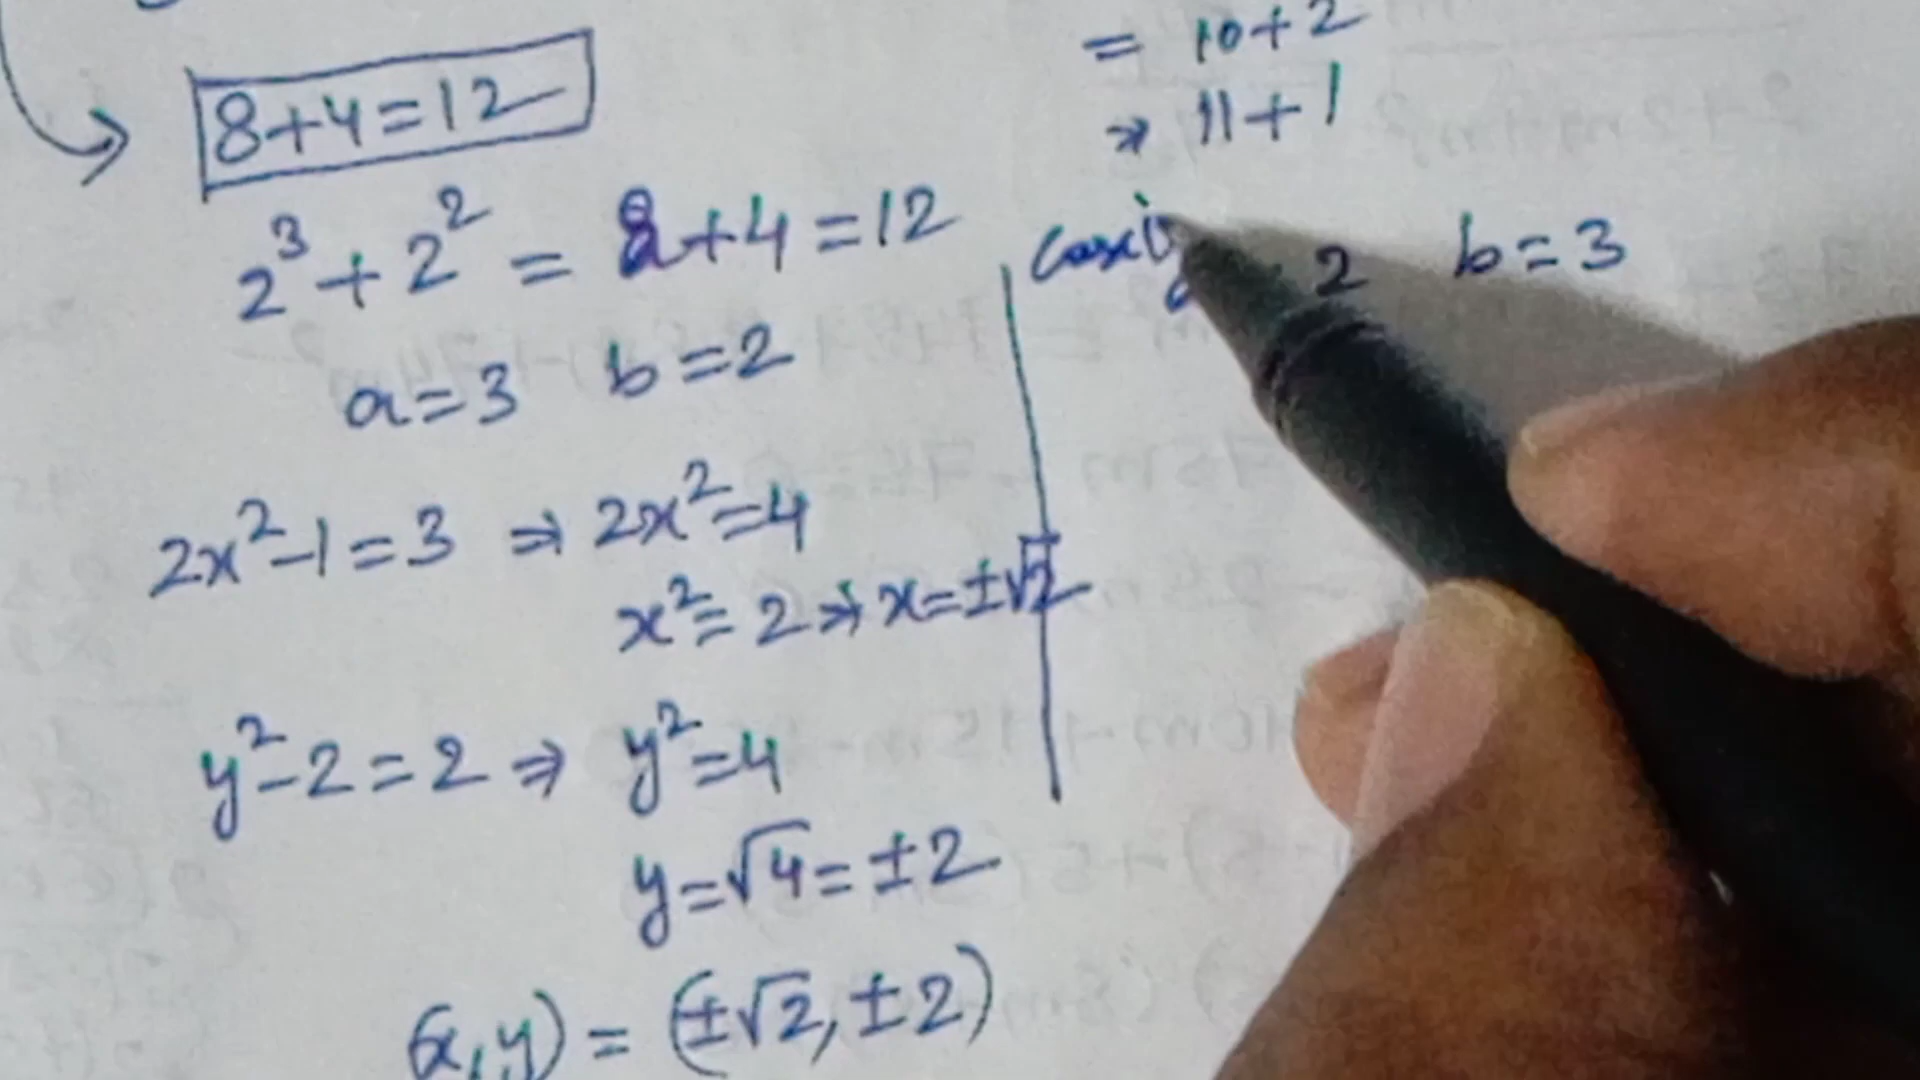 8+4=12
2³+2² = 8+4=12
a=3 b=2
2x²-1=3 ⇒ 2x²=4
x²=2 ⇒ x=±√2
y²-2=2 ⇒ y²=4
y=√4=±2
(x,y) = (±√2, ±2)
= 10+2
⇒ 11+1
2 b=3